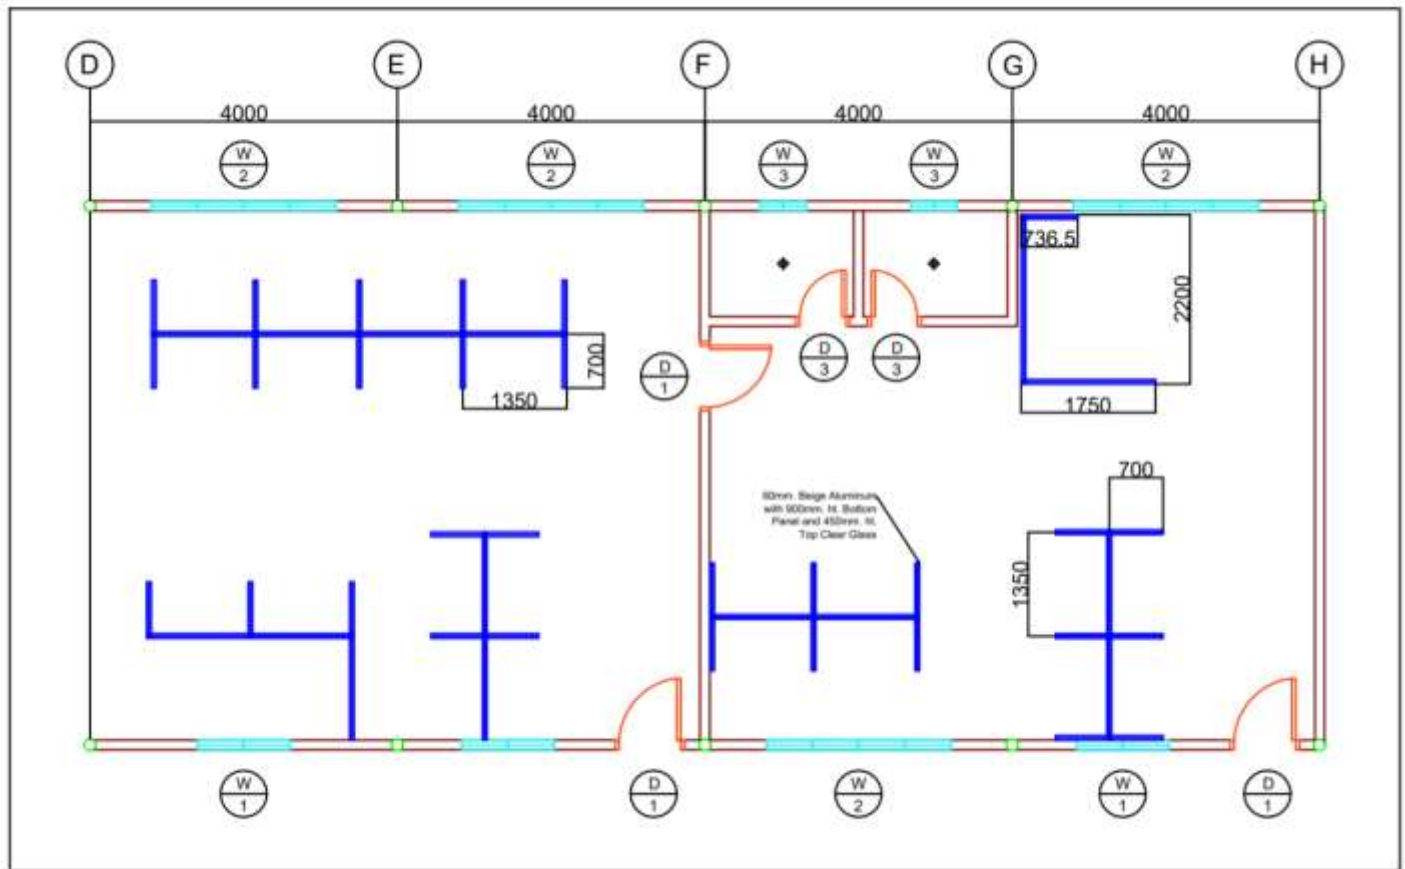 D E F G H
4000 4000 4000 4000
W W W W W
2 2 3 3 2
736.5
2200
D D D
1 3 3
700
1350
1750
700
60mm. Beige Aluminum
with 900mm. ht. Bottom
Panel and 450mm. ht.
Top Clear Glass
1350
W D W W D
1 1 2 1 1